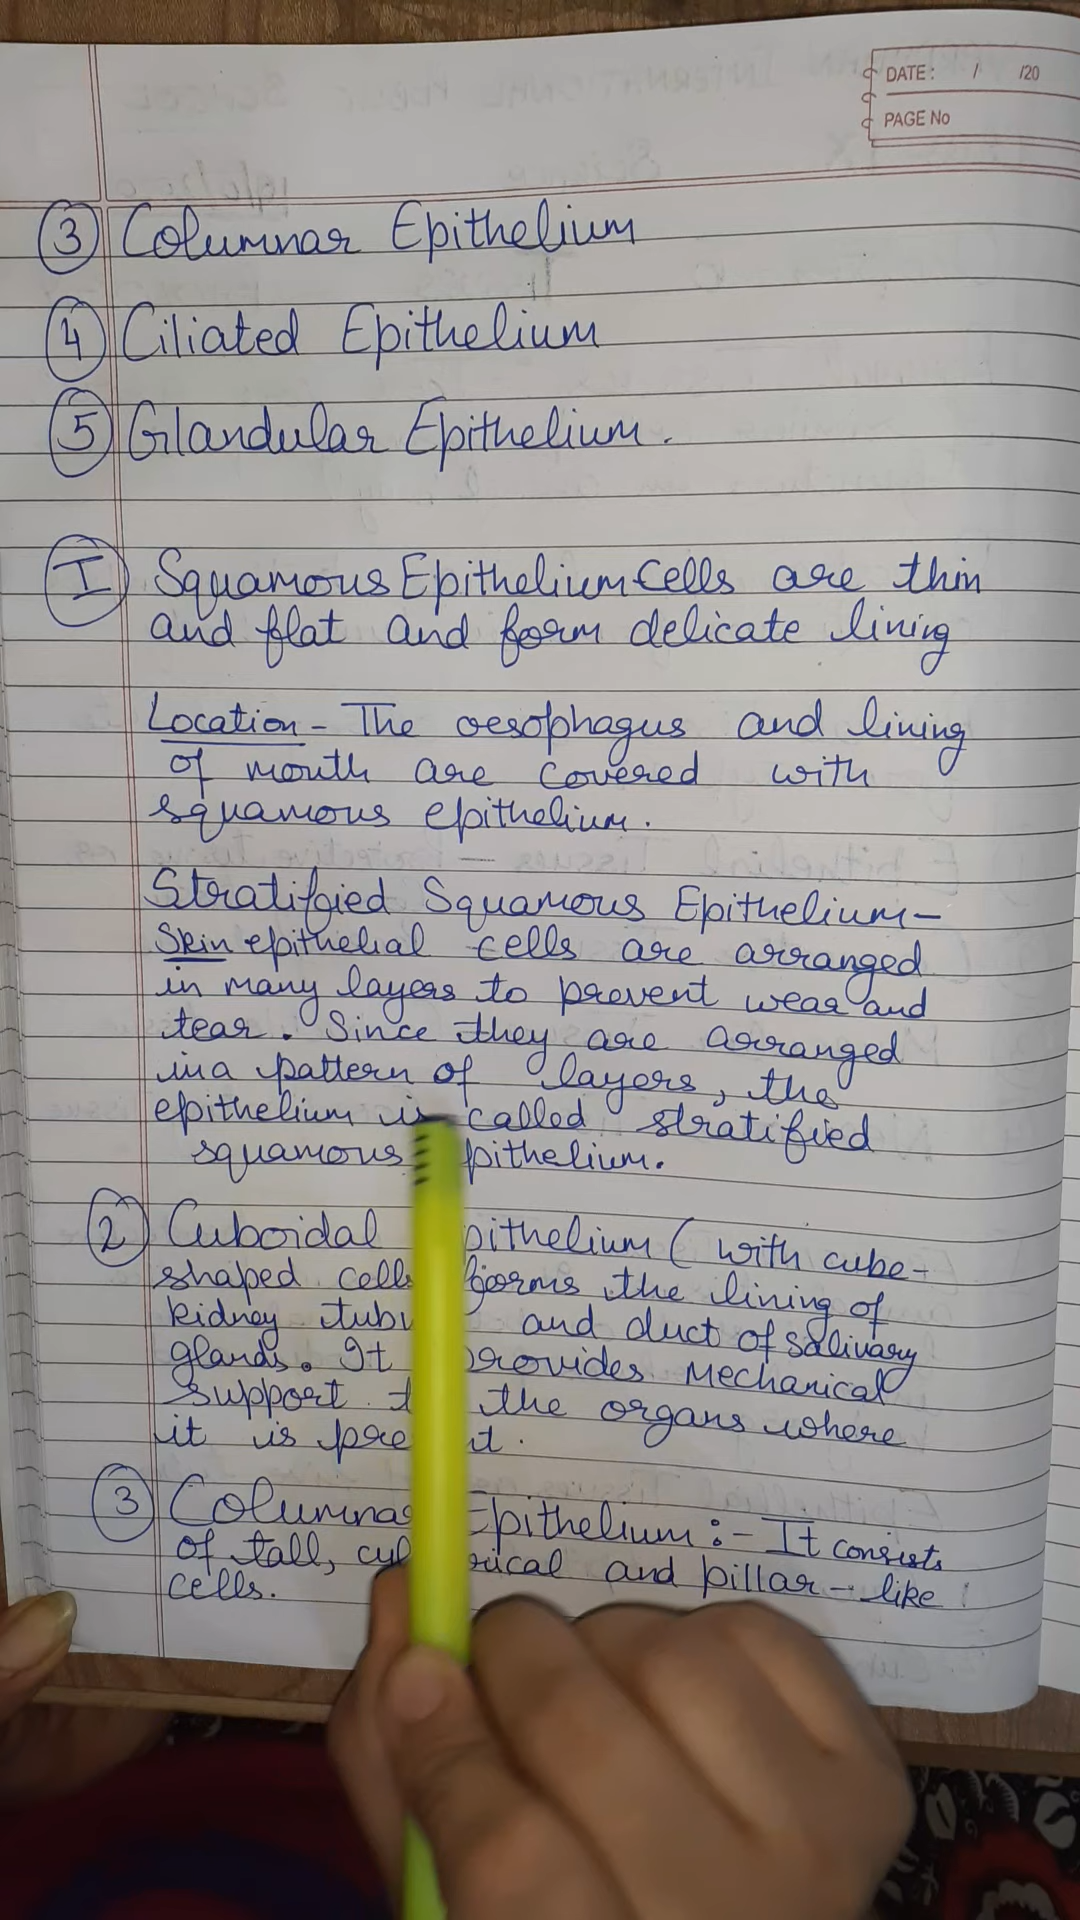 DATE: / /20
PAGE No
③ Columnar Epithelium
④ Ciliated Epithelium
⑤ Glandular Epithelium.
Ⓘ Squamous Epithelium Cells are thin
and flat and form delicate lining
Location - The oesophagus and lining
of mouth are covered with
squamous epithelium.
Stratified Squamous Epithelium-
Skin epithelial cells are arranged
in many layers to prevent wear and
tear. Since they are arranged
in a pattern of layers, the
epithelium is called stratified
squamous pithelium.
② Cuboidal pithelium ( with cube-
shaped cells forms the lining of
kidney tubu and duct of salivary
glands. It provides Mechanical
support the organs where
it is pre t.
③ Columnar Epithelium :- It consists
of tall, cyl rical and pillar - like
cells.